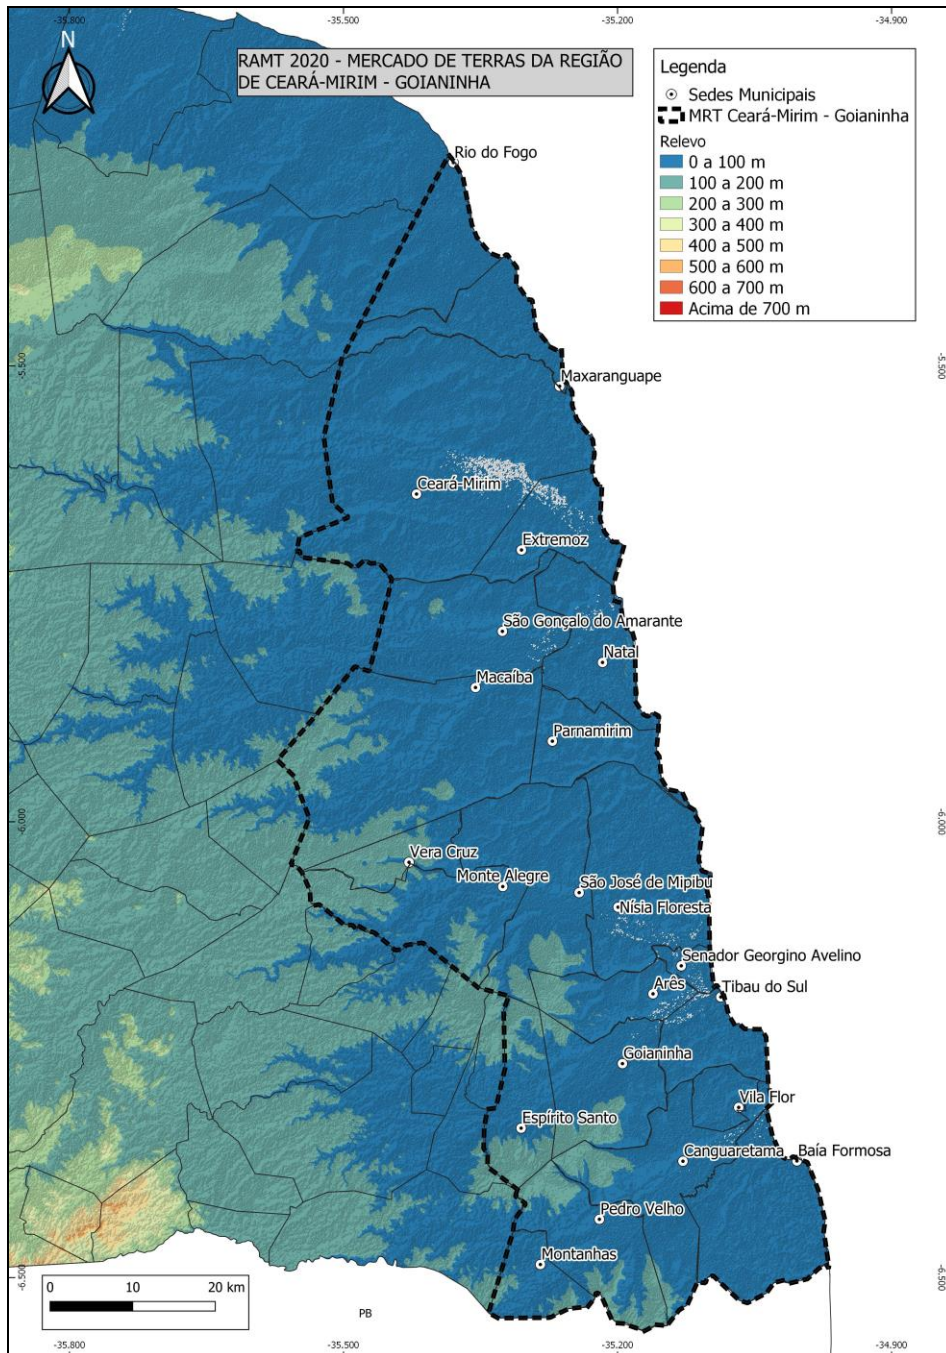 -35.800
-35.500
-35.200
-34.900
N
RAMT 2020 - MERCADO DE TERRAS DA REGIÃO
DE CEARÁ-MIRIM - GOIANINHA
Legenda
Sedes Municipais
MRT Ceará-Mirim - Goianinha
Relevo
0 a 100 m
100 a 200 m
200 a 300 m
300 a 400 m
400 a 500 m
500 a 600 m
600 a 700 m
Acima de 700 m
Rio do Fogo
-5.500
-5.500
Maxaranguape
Ceará-Mirim
Extremoz
São Gonçalo do Amarante
Natal
Macaíba
Parnamirim
-6.000
-6.000
Vera Cruz
Monte Alegre
São José de Mipibu
Nísia Floresta
Senador Georgino Avelino
Arês
Tibau do Sul
Goianinha
Vila Flor
Espírito Santo
Canguaretama
Baía Formosa
Pedro Velho
Montanhas
-6.500
-6.500
0 10 20 km
PB
-35.800
-35.500
-35.200
-34.900